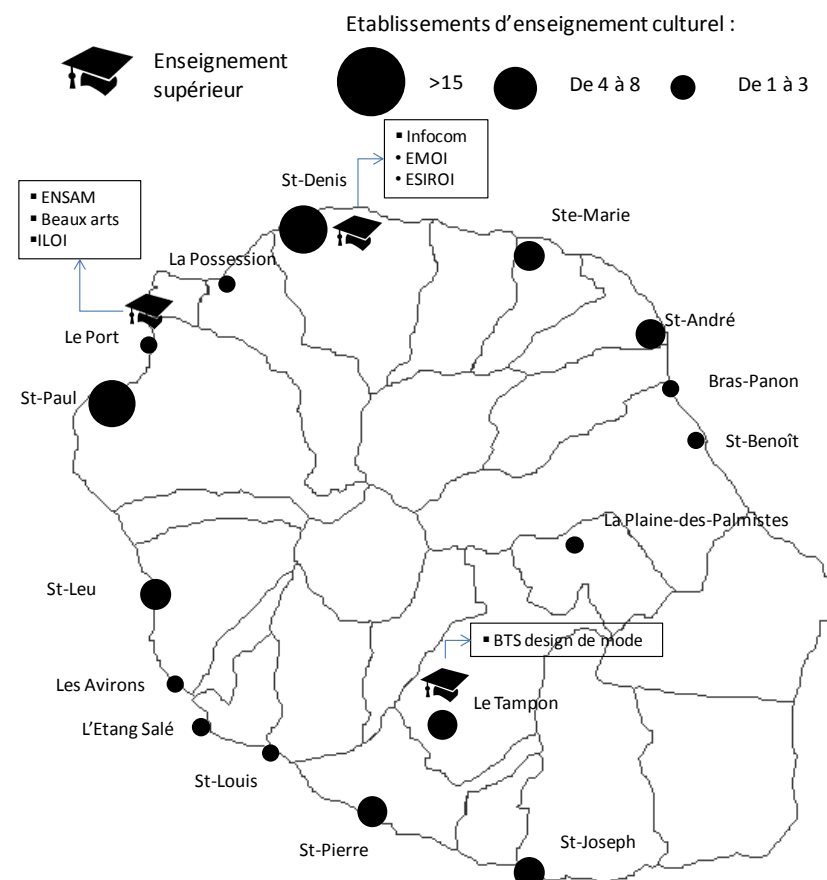 Etablissements d’enseignement culturel :
Enseignement
supérieur
>15
De 4 à 8
De 1 à 3
▪ Infocom
• EMOI
• ESIROI
St-Denis
▪ ENSAM
▪ Beaux arts
▪ILOI
Ste-Marie
La Possession
St-André
Le Port
Bras-Panon
St-Paul
St-Benoît
La Plaine-des-Palmistes
St-Leu
▪ BTS design de mode
Les Avirons
Le Tampon
L’Etang Salé
St-Louis
St-Joseph
St-Pierre